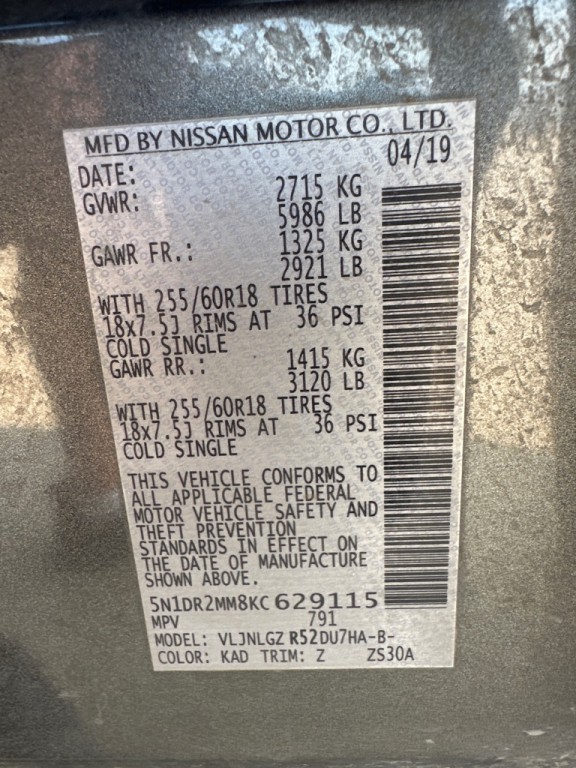 MFD BY NISSAN MOTOR CO., LTD.
DATE: 04/19
GVWR: 2715 KG
5986 LB
GAWR FR.: 1325 KG
2921 LB
WITH 255/60R18 TIRES
18x7.5J RIMS AT 36 PSI
COLD SINGLE
GAWR RR.: 1415 KG
3120 LB
WITH 255/60R18 TIRES
18x7.5J RIMS AT 36 PSI
COLD SINGLE
THIS VEHICLE CONFORMS TO
ALL APPLICABLE FEDERAL
MOTOR VEHICLE SAFETY AND
THEFT PREVENTION
STANDARDS IN EFFECT ON
THE DATE OF MANUFACTURE
SHOWN ABOVE.
5N1DR2MM8KC 629115
MPV 791
MODEL: VLJNLGZ R52DU7HA-B-
COLOR: KAD TRIM: Z ZS30A